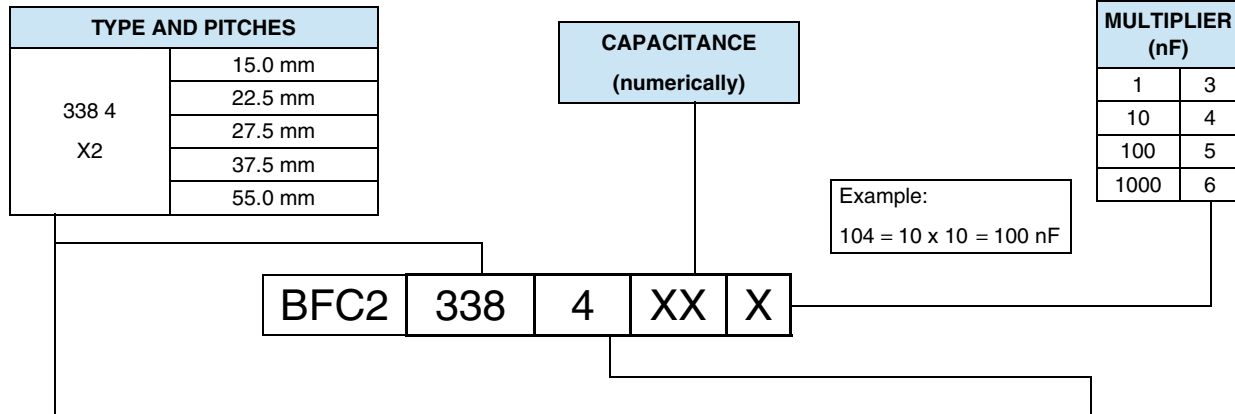 TYPE AND PITCHES
338 4
X2
15.0 mm
22.5 mm
27.5 mm
37.5 mm
55.0 mm
CAPACITANCE
(numerically)
MULTIPLIER
(nF)
1 3
10 4
100 5
1000 6
Example:
104 = 10 x 10 = 100 nF
BFC2 338 4 XX X